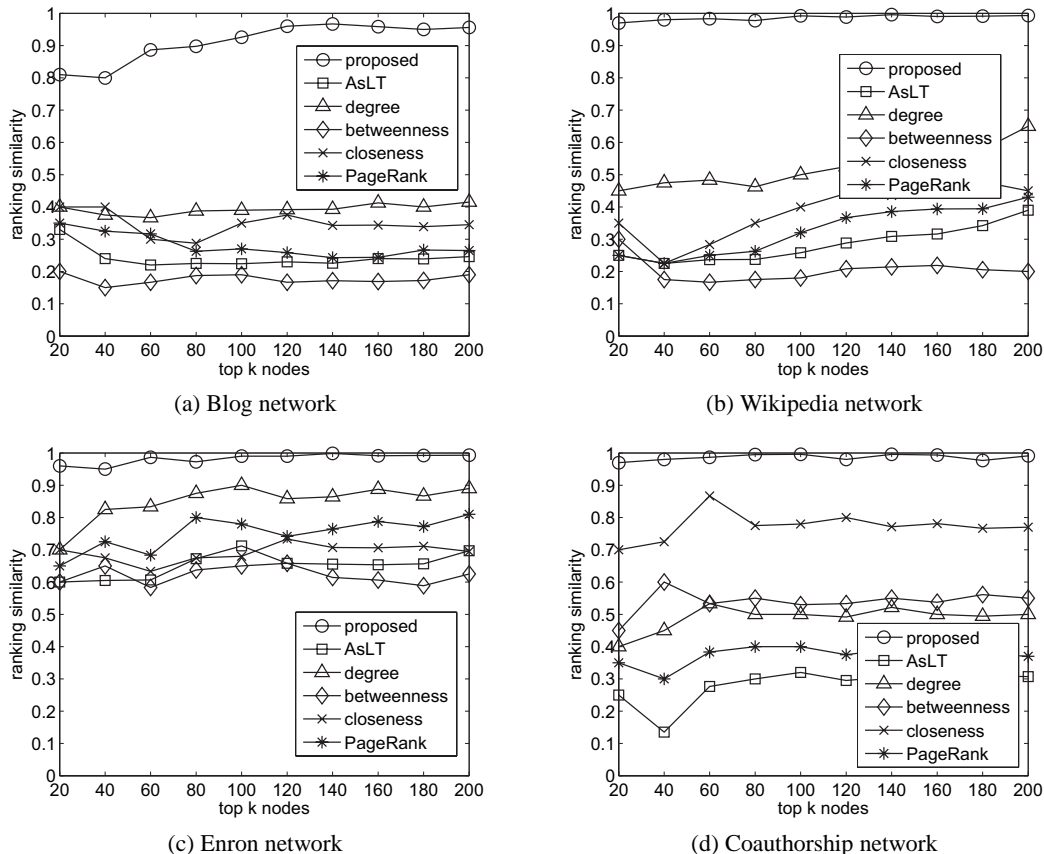 1
0.9
0.8
0.7
0.6
0.5
0.4
0.3
0.2
0.1
0
ranking similarity
proposed
AsLT
degree
betweenness
closeness
PageRank
20 40 60 80 100 120 140 160 180 200
top k nodes
(a) Blog network
1
0.9
0.8
0.7
0.6
0.5
0.4
0.3
0.2
0.1
0
ranking similarity
proposed
AsLT
degree
betweenness
closeness
PageRank
20 40 60 80 100 120 140 160 180 200
top k nodes
(b) Wikipedia network
1
0.9
0.8
0.7
0.6
0.5
0.4
0.3
0.2
0.1
0
ranking similarity
proposed
AsLT
degree
betweenness
closeness
PageRank
20 40 60 80 100 120 140 160 180 200
top k nodes
(c) Enron network
1
0.9
0.8
0.7
0.6
0.5
0.4
0.3
0.2
0.1
0
ranking similarity
proposed
AsLT
degree
betweenness
closeness
PageRank
20 40 60 80 100 120 140 160 180 200
top k nodes
(d) Coauthorship network